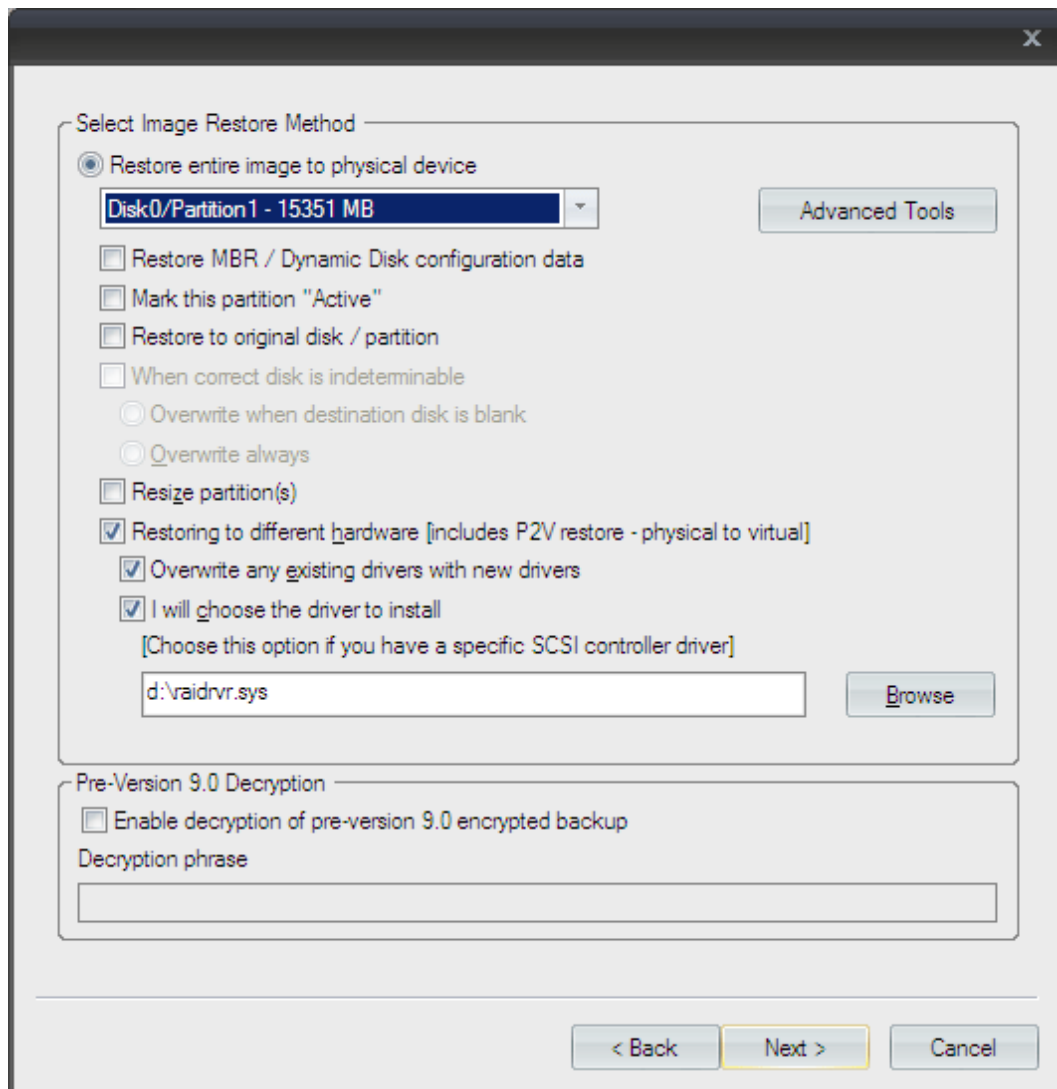 x
Select Image Restore Method
Restore entire image to physical device
Disk0/Partition1 - 15351 MB
Advanced Tools
Restore MBR / Dynamic Disk configuration data
Mark this partition "Active"
Restore to original disk / partition
When correct disk is indeterminable
Overwrite when destination disk is blank
Overwrite always
Resize partition(s)
Restoring to different hardware [includes P2V restore - physical to virtual]
Overwrite any existing drivers with new drivers
I will choose the driver to install
[Choose this option if you have a specific SCSI controller driver]
d:\raidrvr.sys
Browse
Pre-Version 9.0 Decryption
Enable decryption of pre-version 9.0 encrypted backup
Decryption phrase
< Back
Next >
Cancel